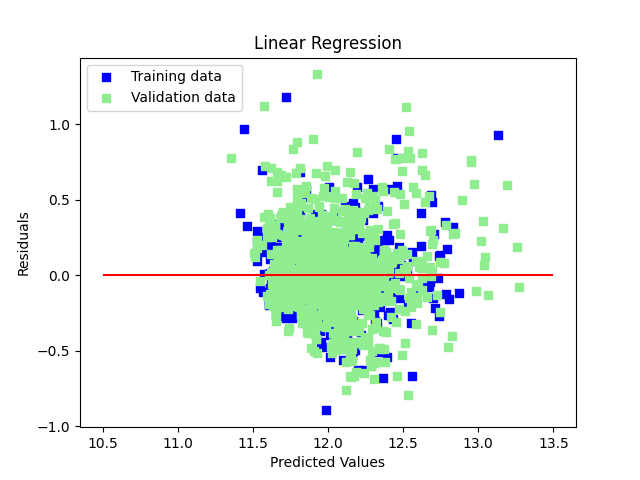 Linear Regression
Training data
Validation data
1.0
0.5
0.0
−0.5
−1.0
Residuals
10.5 11.0 11.5 12.0 12.5 13.0 13.5
Predicted Values